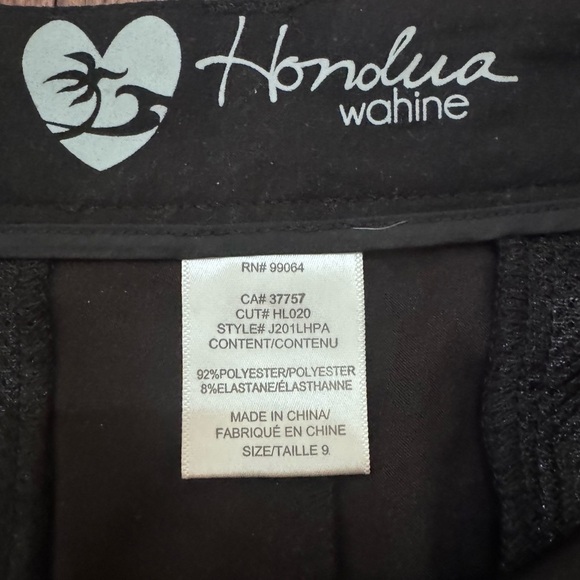 Hondua
wahine
RN# 99064
CA# 37757
CUT# HL020
STYLE# J201LHPA
CONTENT/CONTENU
92%POLYESTER/POLYESTER
8%ELASTANE/ÉLASTHANNE
MADE IN CHINA/
FABRIQUÉ EN CHINE
SIZE/TAILLE 9